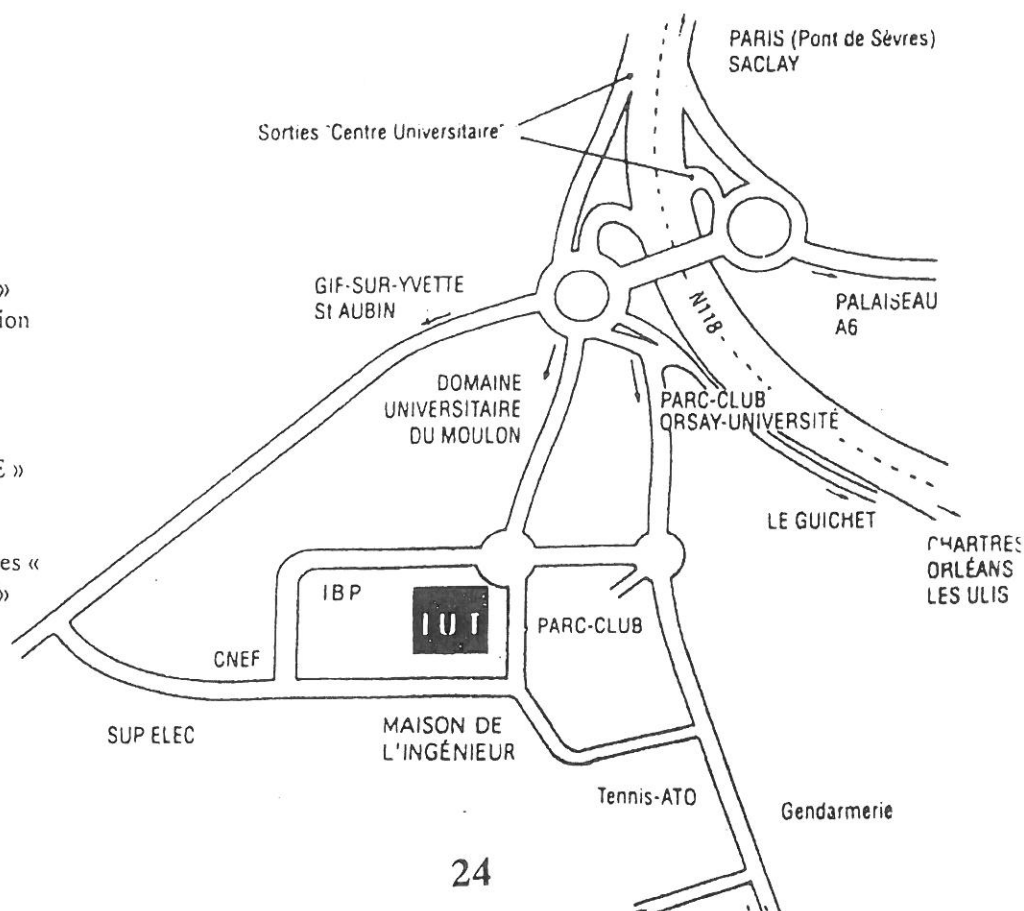 PARIS (Pont de Sèvres)
SACLAY
Sorties "Centre Universitaire"
»
ion
GIF-SUR-YVETTE
St AUBIN
PALAISEAU
A6
N118
DOMAINE
UNIVERSITAIRE
DU MOULON
PARC-CLUB
ORSAY-UNIVERSITÉ
E »
LE GUICHET
CHARTRES
ORLÉANS
LES ULIS
es «
»
IBP
IUT
PARC-CLUB
CNEF
SUP ELEC
MAISON DE
L'INGÉNIEUR
Tennis-ATO
Gendarmerie
24